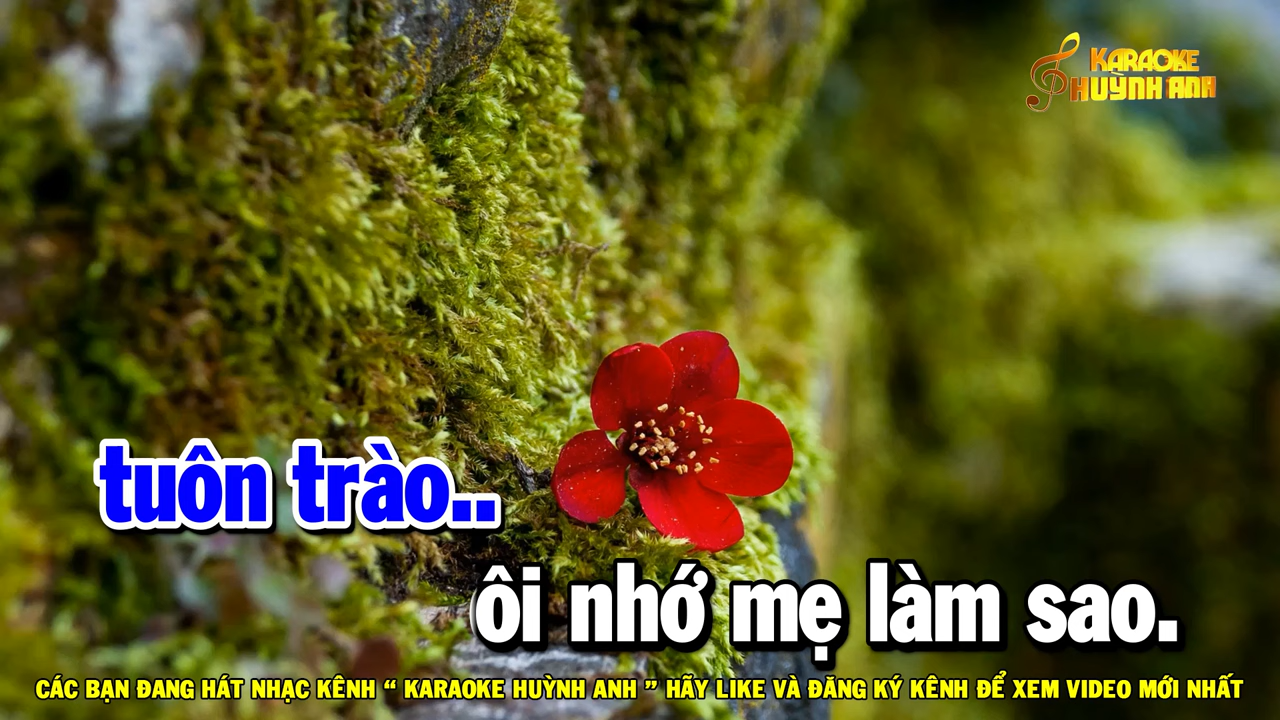 KARAOKE
HUỲNH ANH
tuôn trào..
ôi nhớ mẹ làm sao.
CÁC BẠN ĐANG HÁT NHẠC KÊNH “ KARAOKE HUỲNH ANH ” HÃY LIKE VÀ ĐĂNG KÝ KÊNH ĐỂ XEM VIDEO MỚI NHẤT